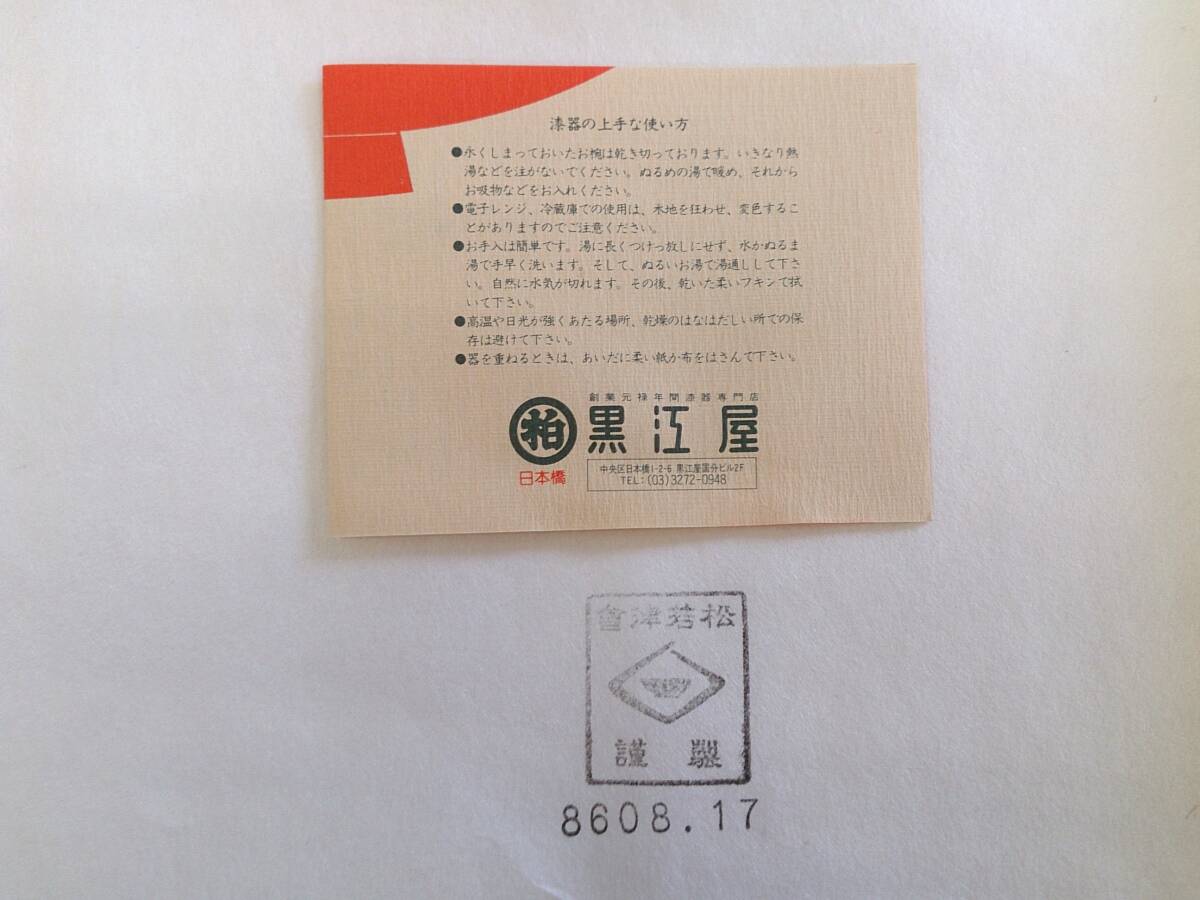 漆器の上手な使い方
●永くしまっておいたお椀は乾き切っております。いきなり熱
湯などを注がないでください。ぬるめの湯で暖め、それから
お吸物などをお入れください。
●電子レンジ、冷蔵庫での使用は、木地を狂わせ、変色するこ
とがありますのでご注意ください。
●お手入は簡単です。湯に長くつけっ放しにせず、水かぬるま
湯で手早く洗います。そして、ぬるいお湯で湯通しして下さ
い。自然に水気が切れます。その後、乾いた柔いフキンで拭
いて下さい。
●高温や日光が強くあたる場所、乾燥のはなはだしい所での保
存は避けて下さい。
●器を重ねるときは、あいだに柔い紙か布をはさんで下さい。
創業元禄年間漆器専門店
柏 黒江屋
日本橋
中央区日本橋1-2-6 黒江屋国分ビル2F
TEL:(03)3272-0948
會津若松
謹製
8608.17